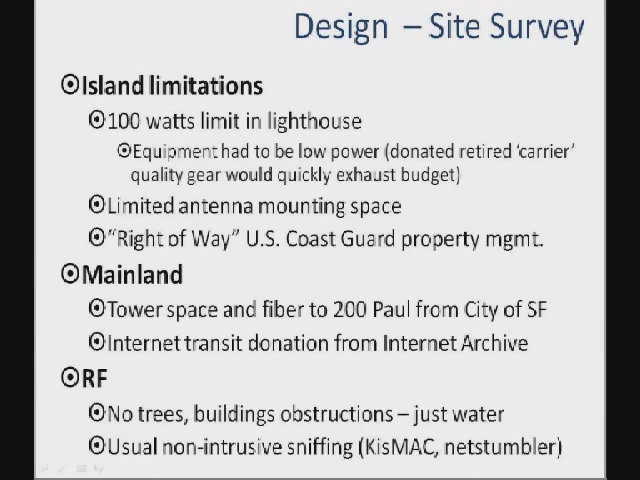 Design – Site Survey
Island limitations
100 watts limit in lighthouse
Equipment had to be low power (donated retired ‘carrier’
quality gear would quickly exhaust budget)
Limited antenna mounting space
“Right of Way” U.S. Coast Guard property mgmt.
Mainland
Tower space and fiber to 200 Paul from City of SF
Internet transit donation from Internet Archive
RF
No trees, buildings obstructions – just water
Usual non-intrusive sniffing (KisMAC, netstumbler)